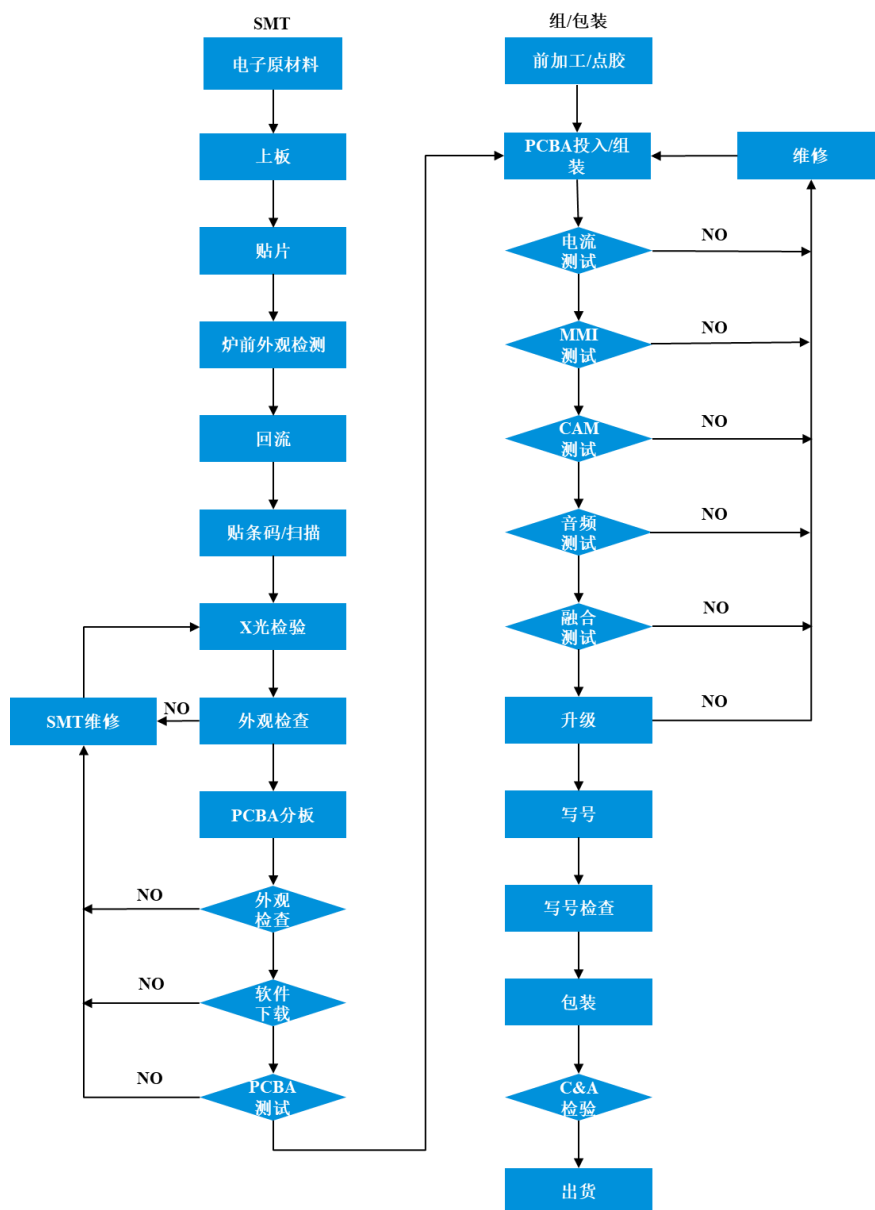 SMT
电子原材料
上板
贴片
炉前外观检测
回流
贴条码/扫描
X光检验
SMT维修
NO
外观检查
PCBA分板
NO
外观
检查
NO
软件
下载
NO
PCBA
测试
组/包装
前加工/点胶
PCBA投入/组
装
维修
电流
测试
NO
MMI
测试
NO
CAM
测试
NO
音频
测试
NO
融合
测试
NO
升级
NO
写号
写号检查
包装
C&A
检验
出货